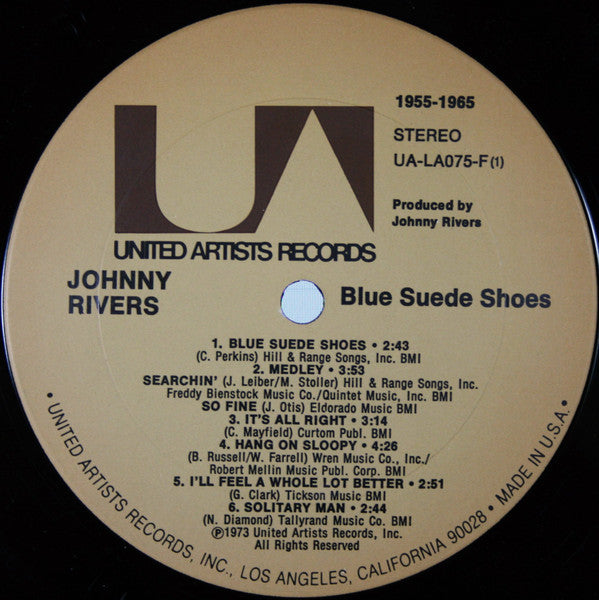 1955-1965
STEREO
UA-LA075-F(1)
Produced by
Johnny Rivers
UA
UNITED ARTISTS RECORDS
JOHNNY
RIVERS
Blue Suede Shoes
1. BLUE SUEDE SHOES • 2:43
(C. Perkins) Hill & Range Songs, Inc. BMI
2. MEDLEY • 3:53
SEARCHIN' (J. Leiber/M. Stoller) Hill & Range Songs, Inc.
Freddy Bienstock Music Co./Quintet Music, Inc. BMI
SO FINE (J. Otis) Eldorado Music BMI
3. IT'S ALL RIGHT • 3:14
(C. Mayfield) Curtom Publ. BMI
4. HANG ON SLOOPY • 4:26
(B. Russell/W. Farrell) Wren Music Co., Inc./
Robert Mellin Music Publ. Corp. BMI
5. I'LL FEEL A WHOLE LOT BETTER • 2:51
(G. Clark) Tickson Music BMI
6. SOLITARY MAN • 2:44
(N. Diamond) Tallyrand Music Co. BMI
℗1973 United Artists Records, Inc.
All Rights Reserved
• UNITED ARTISTS RECORDS, INC., LOS ANGELES, CALIFORNIA 90028 • MADE IN U.S.A. •